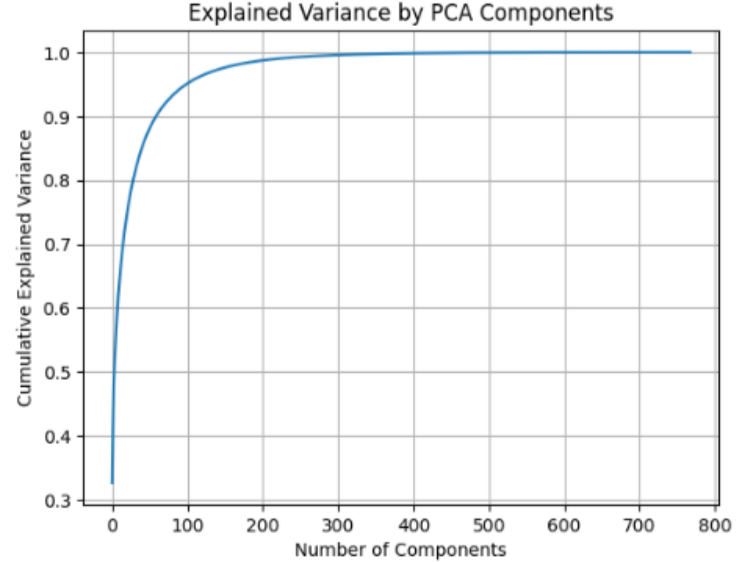 Explained Variance by PCA Components
1.0
0.9
0.8
0.7
0.6
0.5
0.4
0.3
Cumulative Explained Variance
0 100 200 300 400 500 600 700 800
Number of Components